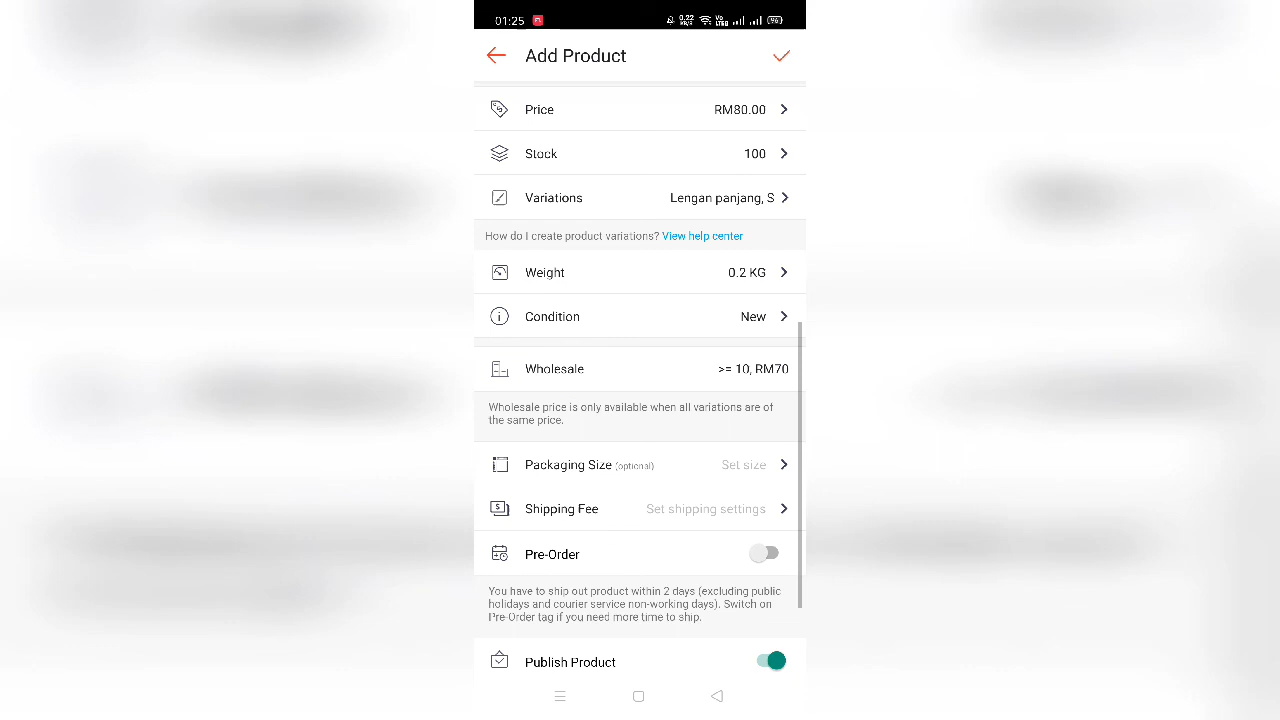 01:25
0.22
96
Add Product
Price RM80.00
Stock 100
Variations Lengan panjang, S
How do I create product variations? View help center
Weight 0.2 KG
Condition New
Wholesale >= 10, RM70
Wholesale price is only available when all variations are of
the same price.
Packaging Size (optional) Set size
Shipping Fee Set shipping settings
Pre-Order
You have to ship out product within 2 days (excluding public
holidays and courier service non-working days). Switch on
Pre-Order tag if you need more time to ship.
Publish Product